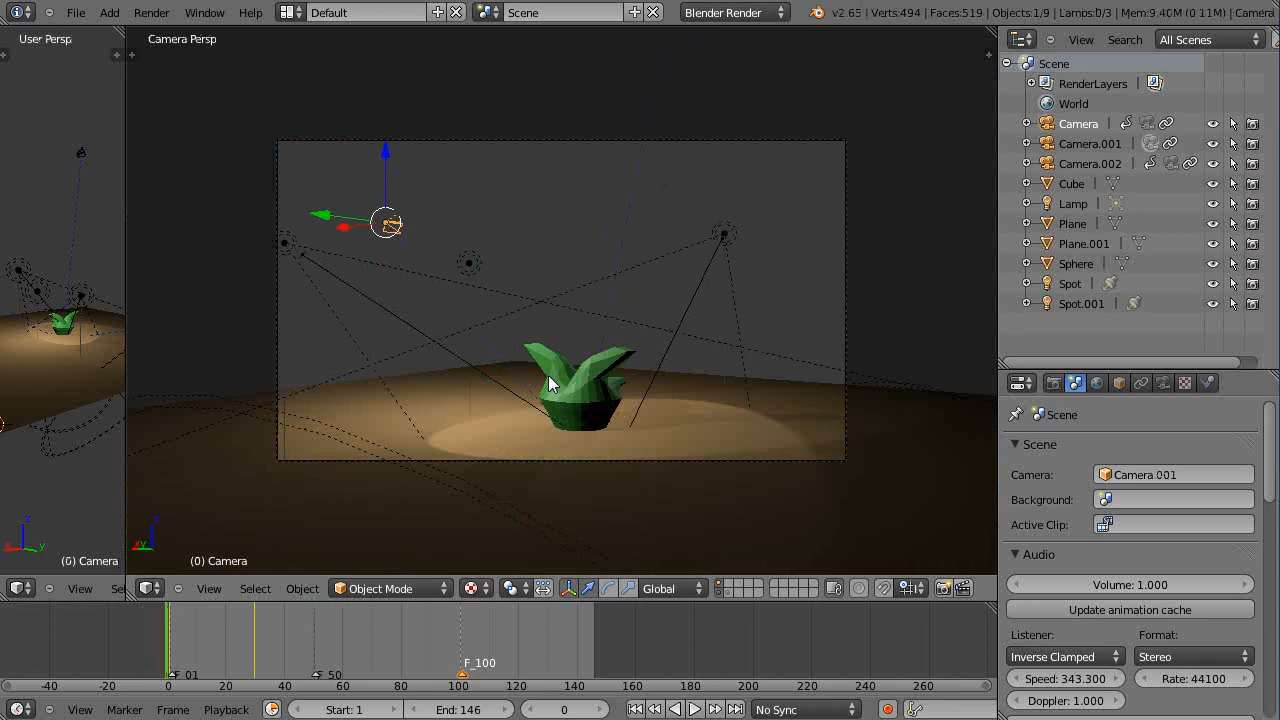 File Add Render Window Help Default Scene Blender Render v2 65 | Verts:494 | Faces:519 | Objects:1/9 | Lamps:0/3 | Mem:9.40M (0 11M) | Camera
User Persp
Camera Persp
View Search All Scenes
Scene
RenderLayers
World
Camera
Camera.001
Camera.002
Cube
Lamp
Plane
Plane.001
Sphere
Spot
Spot.001
Scene
Scene
Camera: Camera 001
Background:
Active Clip:
Audio
Volume: 1.000
Update animation cache
Listener: Format:
Inverse Clamped Stereo
Speed: 343.300 Rate: 44100
Doppler: 1.000
z
x y
(0) Camera
z
xy
(0) Camera
View Se View Select Object Object Mode Global
F_01 F_50 F_100
-40 -20 0 20 40 60 80 100 120 140 160 180 200 220 240 260
View Marker Frame Playback Start: 1 End: 146 0 No Sync